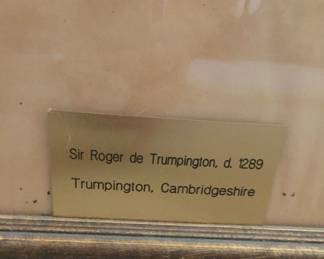 Sir Roger de Trumpington, d. 1289
Trumpington, Cambridgeshire